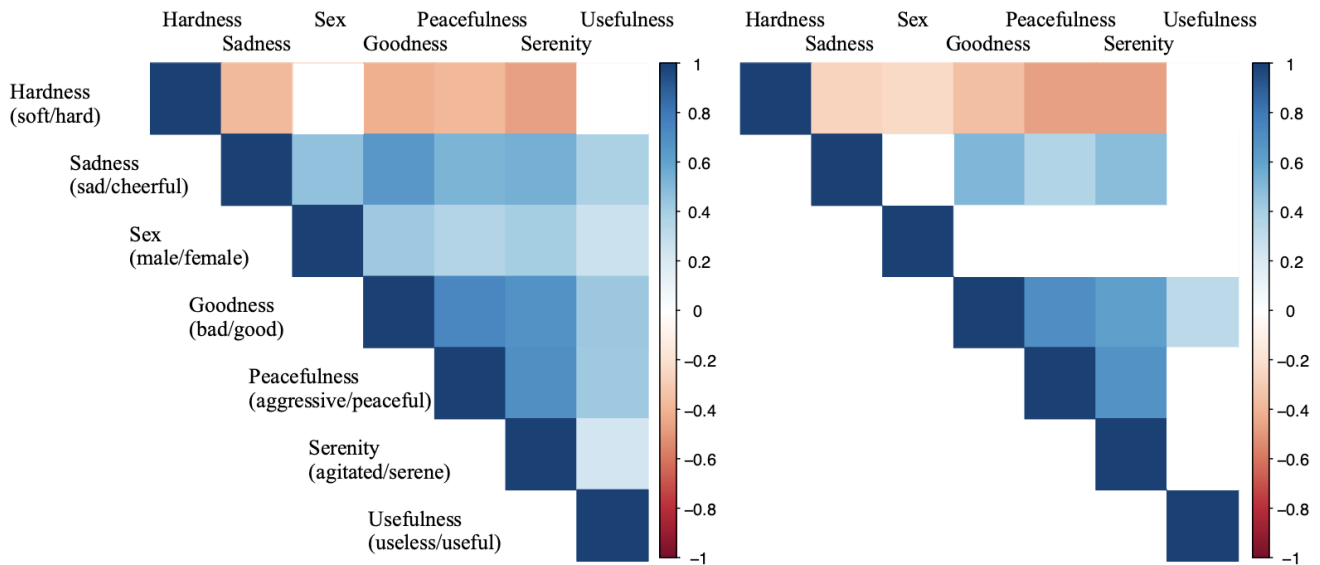 Hardness Sex Peacefulness Usefulness
Sadness Goodness Serenity
Hardness
(soft/hard)
Sadness
(sad/cheerful)
Sex
(male/female)
Goodness
(bad/good)
Peacefulness
(aggressive/peaceful)
Serenity
(agitated/serene)
Usefulness
(useless/useful)
1
0.8
0.6
0.4
0.2
0
−0.2
−0.4
−0.6
−0.8
−1
Hardness Sex Peacefulness Usefulness
Sadness Goodness Serenity
1
0.8
0.6
0.4
0.2
0
−0.2
−0.4
−0.6
−0.8
−1